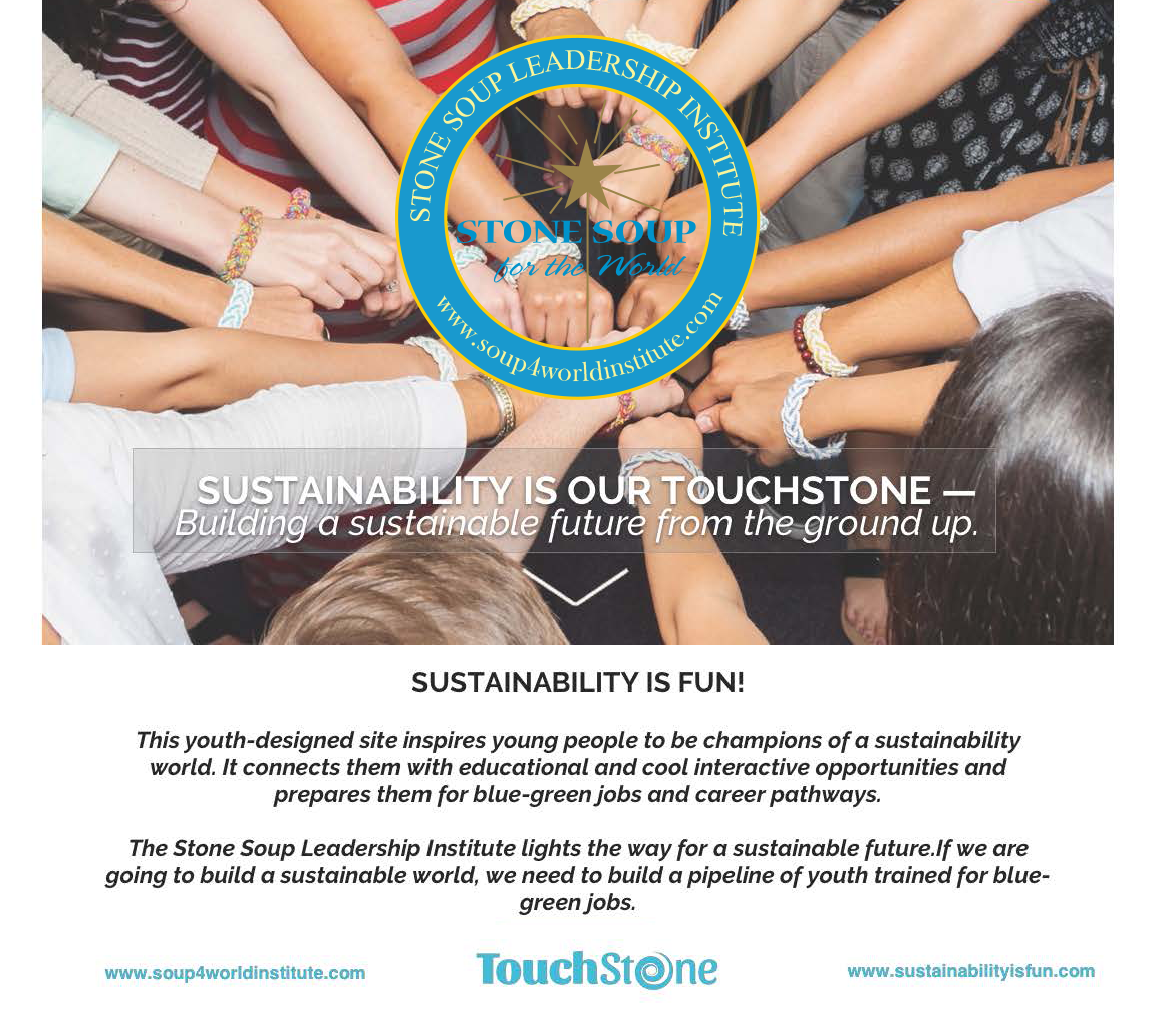 STONE SOUP LEADERSHIP INSTITUTE
STONE SOUP
for the World
www.soup4worldinstitute.com
SUSTAINABILITY IS OUR TOUCHSTONE —
Building a sustainable future from the ground up.
SUSTAINABILITY IS FUN!
This youth-designed site inspires young people to be champions of a sustainability
world. It connects them with educational and cool interactive opportunities and
prepares them for blue-green jobs and career pathways.
The Stone Soup Leadership Institute lights the way for a sustainable future.If we are
going to build a sustainable world, we need to build a pipeline of youth trained for blue-
green jobs.
www.soup4worldinstitute.com
TouchStone
www.sustainabilityisfun.com